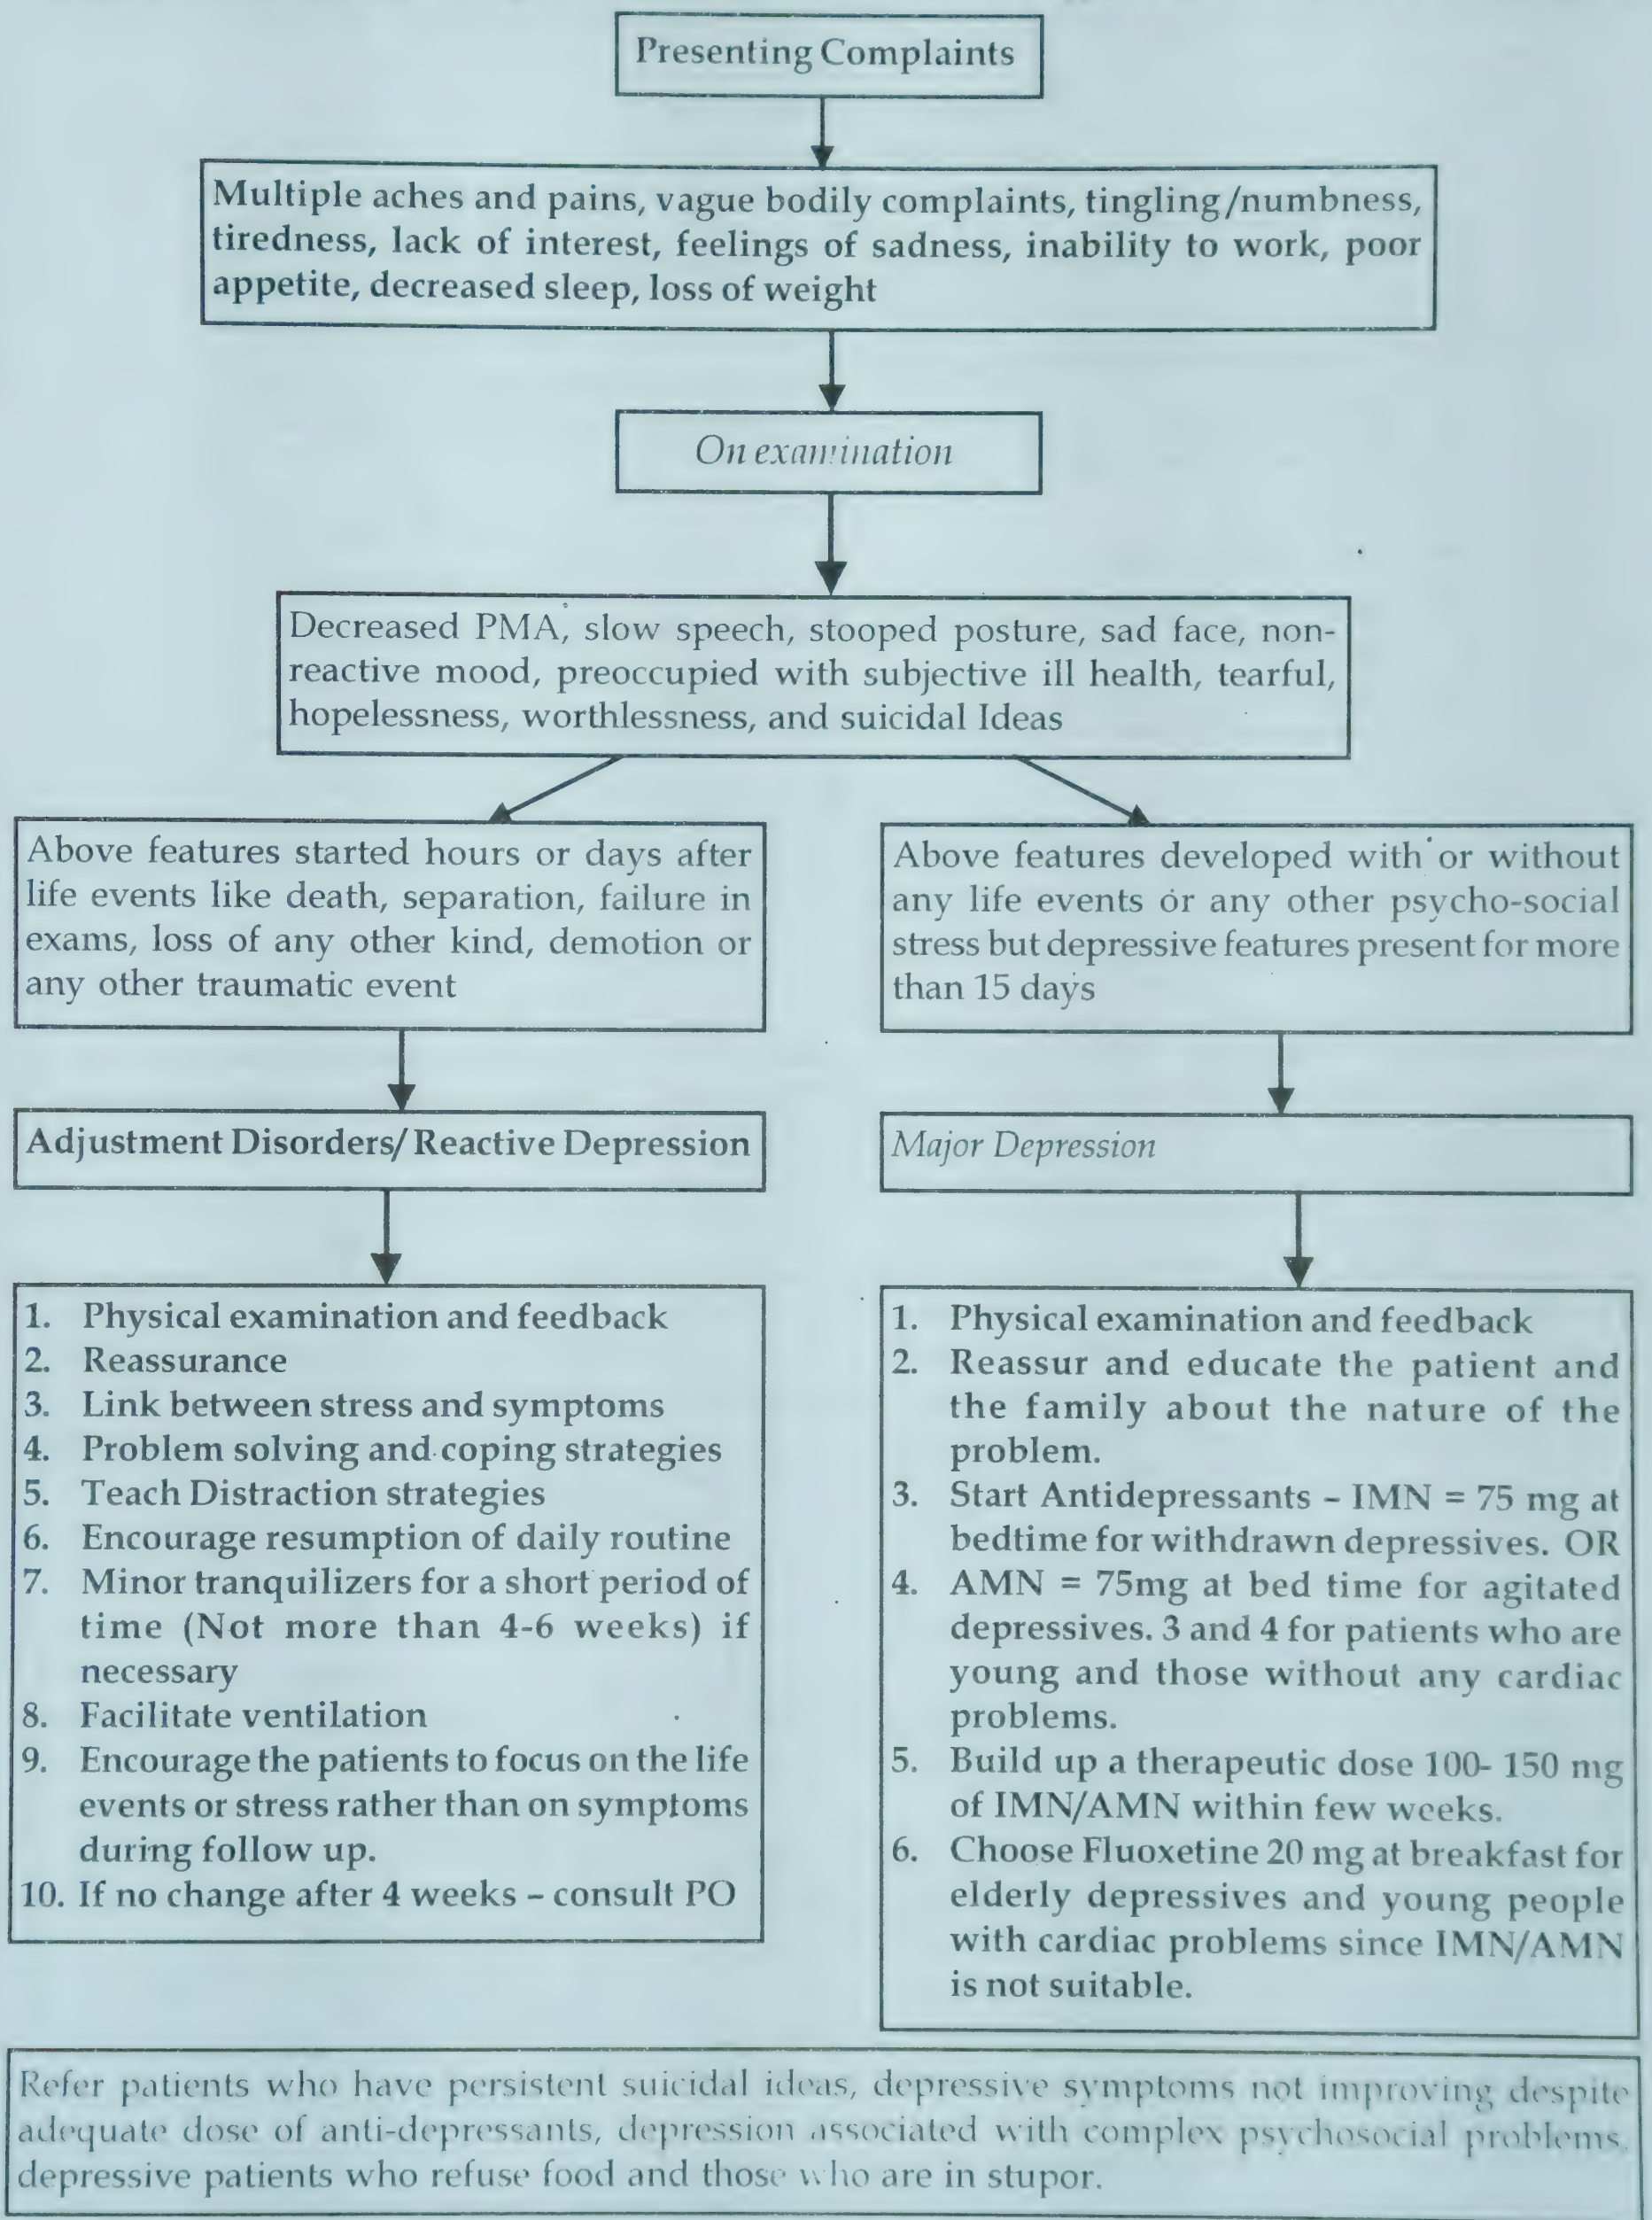 Presenting Complaints
Multiple aches and pains, vague bodily complaints, tingling/numbness,
tiredness, lack of interest, feelings of sadness, inability to work, poor
appetite, decreased sleep, loss of weight
On examination
Decreased PMA, slow speech, stooped posture, sad face, non-
reactive mood, preoccupied with subjective ill health, tearful,
hopelessness, worthlessness, and suicidal Ideas
Above features started hours or days after
life events like death, separation, failure in
exams, loss of any other kind, demotion or
any other traumatic event
Adjustment Disorders/ Reactive Depression
1. Physical examination and feedback
2. Reassurance
3. Link between stress and symptoms
4. Problem solving and coping strategies
5. Teach Distraction strategies
6. Encourage resumption of daily routine
7. Minor tranquilizers for a short period of
time (Not more than 4-6 weeks) if
necessary
8. Facilitate ventilation
9. Encourage the patients to focus on the life
events or stress rather than on symptoms
during follow up.
10. If no change after 4 weeks – consult PO
Above features developed with or without
any life events or any other psycho-social
stress but depressive features present for more
than 15 days
Major Depression
1. Physical examination and feedback
2. Reassur and educate the patient and
the family about the nature of the
problem.
3. Start Antidepressants – IMN = 75 mg at
bedtime for withdrawn depressives. OR
4. AMN = 75mg at bed time for agitated
depressives. 3 and 4 for patients who are
young and those without any cardiac
problems.
5. Build up a therapeutic dose 100- 150 mg
of IMN/AMN within few weeks.
6. Choose Fluoxetine 20 mg at breakfast for
elderly depressives and young people
with cardiac problems since IMN/AMN
is not suitable.
Refer patients who have persistent suicidal ideas, depressive symptoms not improving despite
adequate dose of anti-depressants, depression associated with complex psychosocial problems,
depressive patients who refuse food and those who are in stupor.